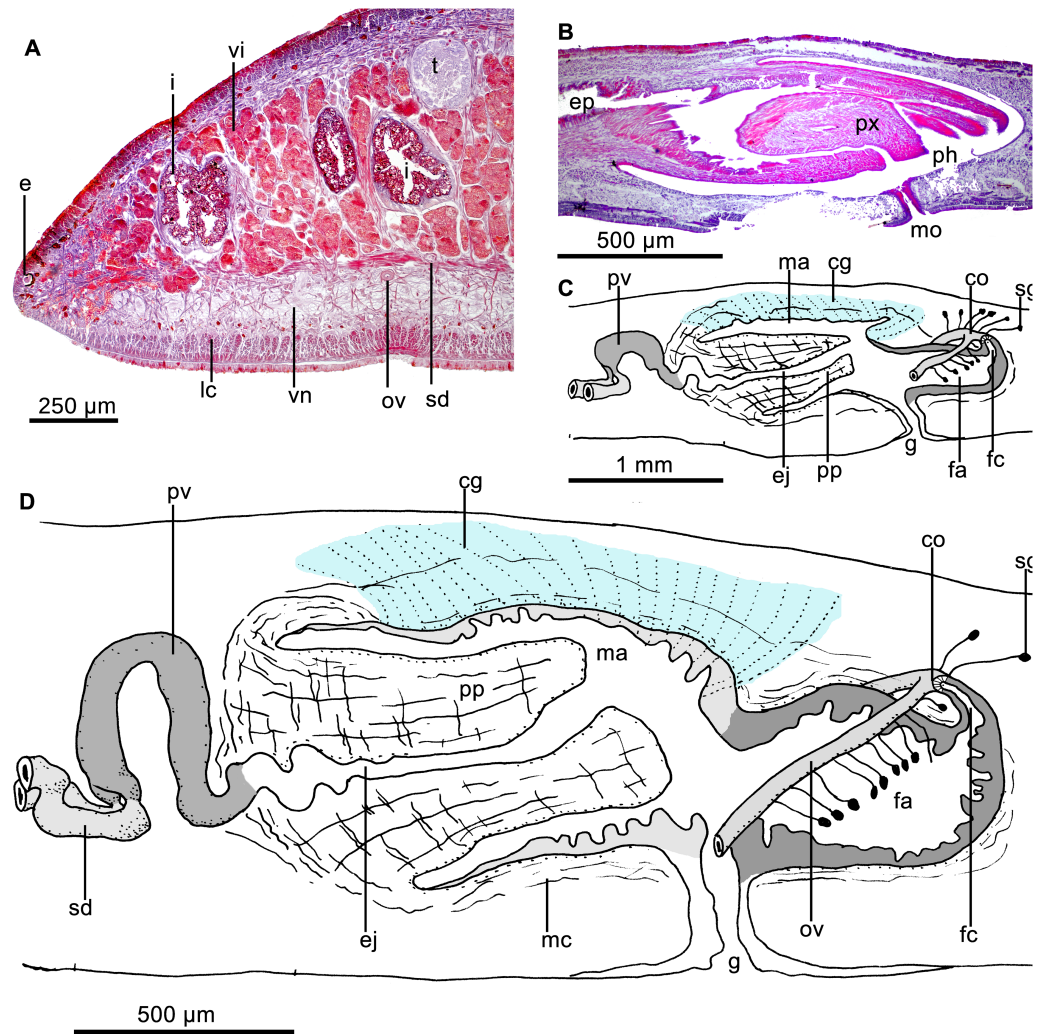 A
i
vi
t
e
i
lc
vn
ov
sd
250 µm
B
ep
px
ph
mo
500 µm
C
pv
ma
cg
co
ej
pp
g
fa
fc
1 mm
D
pv
cg
co
ma
pp
fa
sd
ej
mc
g
ov
fc
500 µm